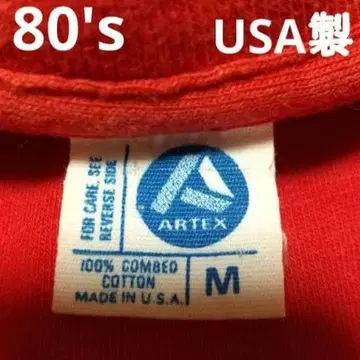 80's
USA製
FOR CARE, SEE
REVERSE SIDE
ARTEX
100% COMBED
COTTON
MADE IN U.S.A.
M